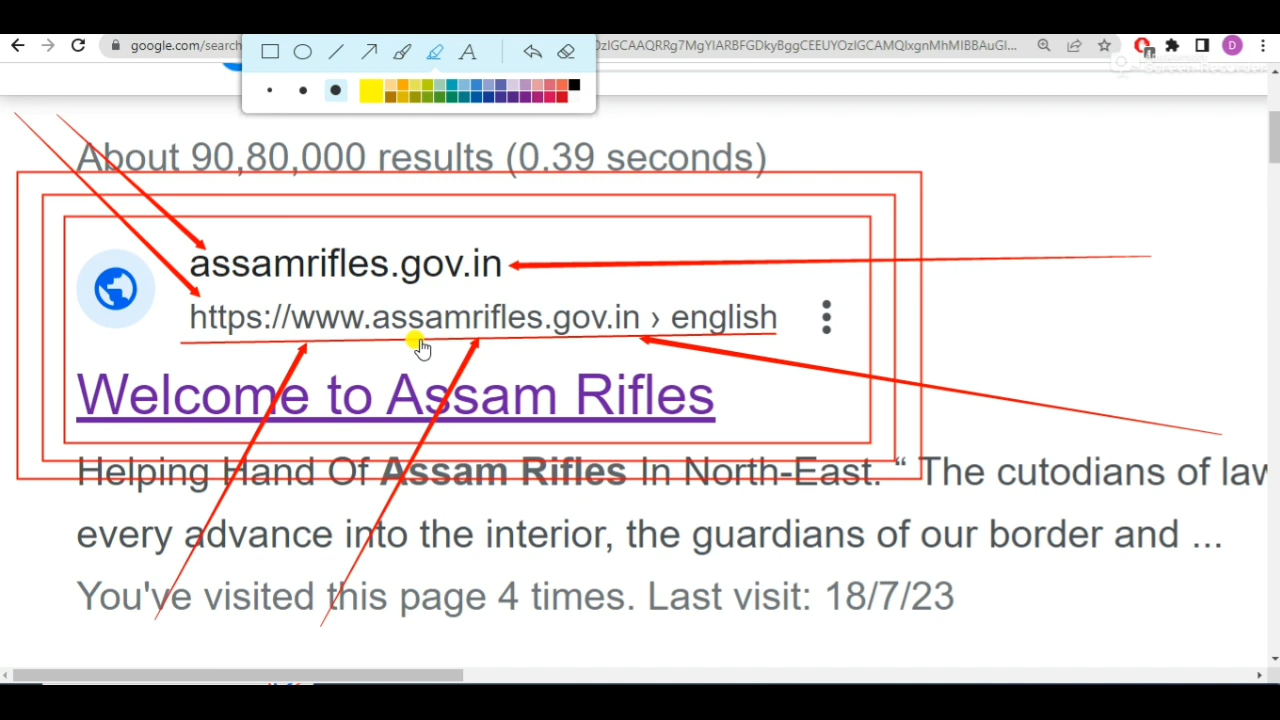 google.com/search
OzIGCAAQRRg7MgYIARBFGDkyBggCEEUYOzIGCAMQIxgnMhMIBBAuGI...
A
D
About 90,80,000 results (0.39 seconds)
assamrifles.gov.in
https://www.assamrifles.gov.in › english
Welcome to Assam Rifles
Helping Hand Of Assam Rifles In North-East. “ The cutodians of law
every advance into the interior, the guardians of our border and ...
You've visited this page 4 times. Last visit: 18/7/23